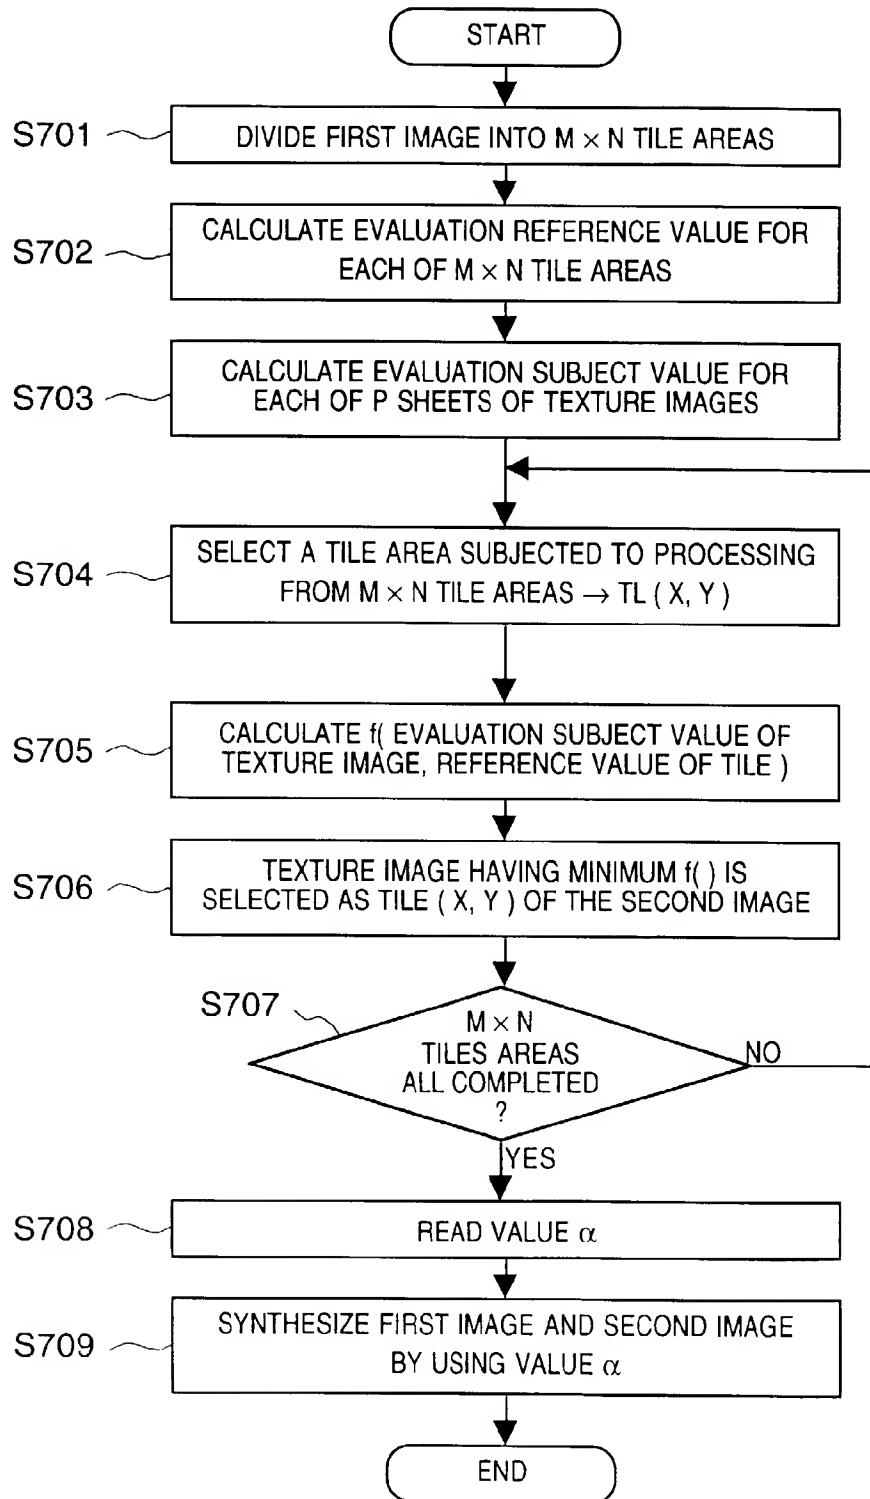 START
S701
DIVIDE FIRST IMAGE INTO M × N TILE AREAS
S702
CALCULATE EVALUATION REFERENCE VALUE FOR
EACH OF M × N TILE AREAS
S703
CALCULATE EVALUATION SUBJECT VALUE FOR
EACH OF P SHEETS OF TEXTURE IMAGES
S704
SELECT A TILE AREA SUBJECTED TO PROCESSING
FROM M × N TILE AREAS → TL ( X, Y )
S705
CALCULATE f( EVALUATION SUBJECT VALUE OF
TEXTURE IMAGE, REFERENCE VALUE OF TILE )
S706
TEXTURE IMAGE HAVING MINIMUM f( ) IS
SELECTED AS TILE ( X, Y ) OF THE SECOND IMAGE
S707
M × N
TILES AREAS
ALL COMPLETED
?
NO
YES
S708
READ VALUE α
S709
SYNTHESIZE FIRST IMAGE AND SECOND IMAGE
BY USING VALUE α
END